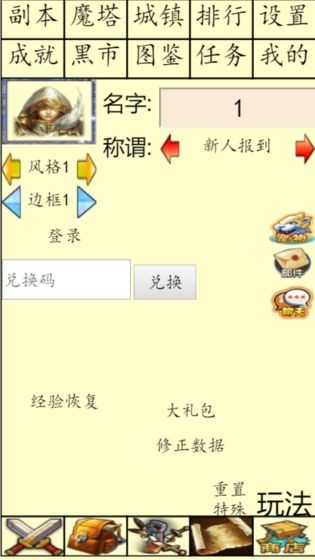 副本 魔塔 城镇 排行 设置
成就 黑市 图鉴 任务 我的
名字: 1
称谓: 新人报到
风格1
边框1
登录
邮件
兑换码 兑换
聊天
经验恢复
大礼包
修正数据
重置
特殊
玩法
商店